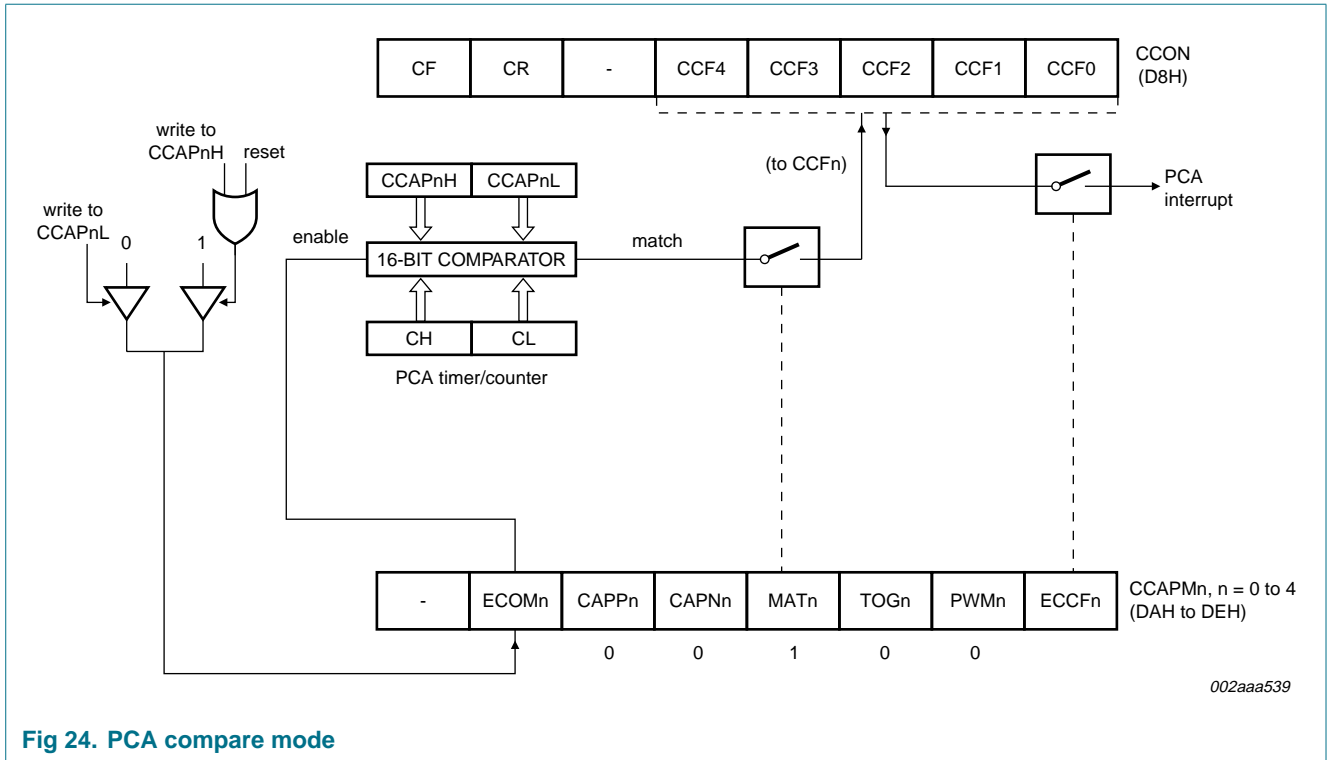 CF CR - CCF4 CCF3 CCF2 CCF1 CCF0
CCON
(D8H)
write to
CCAPnH reset
write to
CCAPnL
0 1
(to CCFn)
PCA
interrupt
CCAPnH CCAPnL
enable
16-BIT COMPARATOR
match
CH CL
PCA timer/counter
- ECOMn CAPPn CAPNn MATn TOGn PWMn ECCFn
CCAPMn, n = 0 to 4
(DAH to DEH)
0 0 1 0 0
002aaa539
Fig 24. PCA compare mode